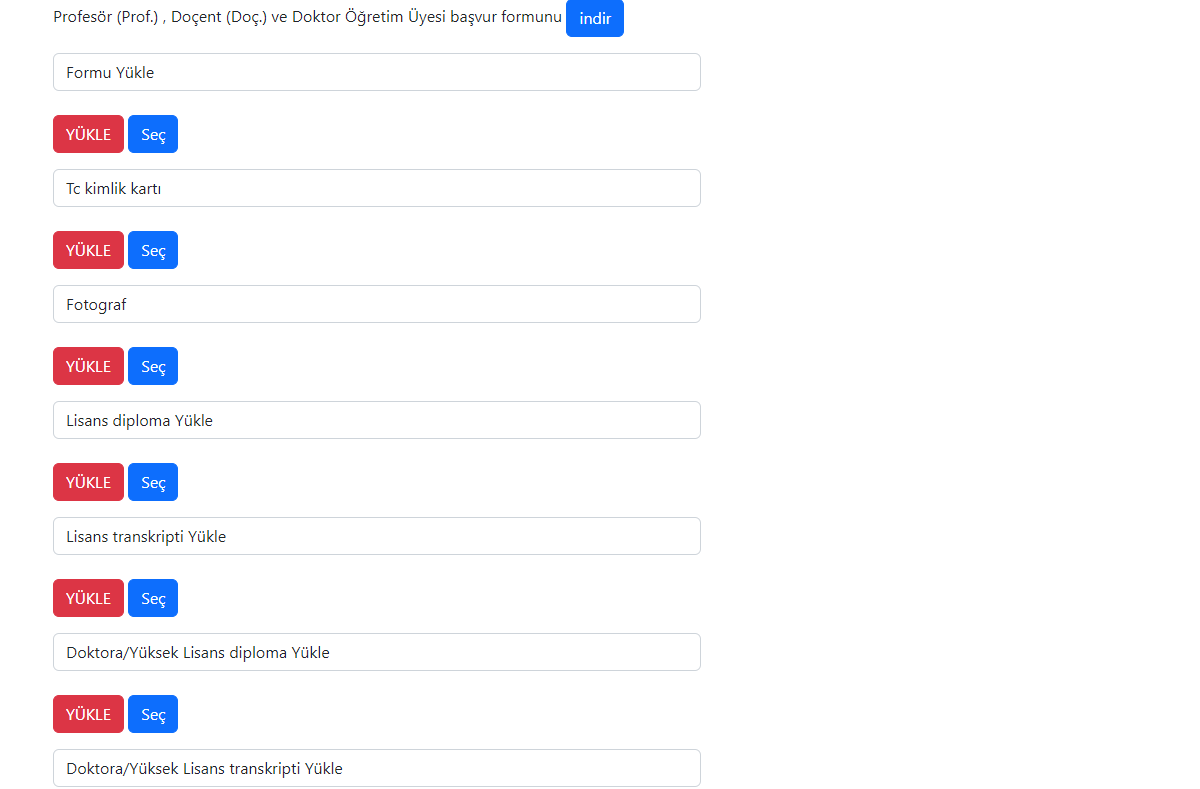 Profesör (Prof.) , Doçent (Doç.) ve Doktor Öğretim Üyesi başvur formunu indir
Formu Yükle
YÜKLE Seç
Tc kimlik kartı
YÜKLE Seç
Fotograf
YÜKLE Seç
Lisans diploma Yükle
YÜKLE Seç
Lisans transkripti Yükle
YÜKLE Seç
Doktora/Yüksek Lisans diploma Yükle
YÜKLE Seç
Doktora/Yüksek Lisans transkripti Yükle